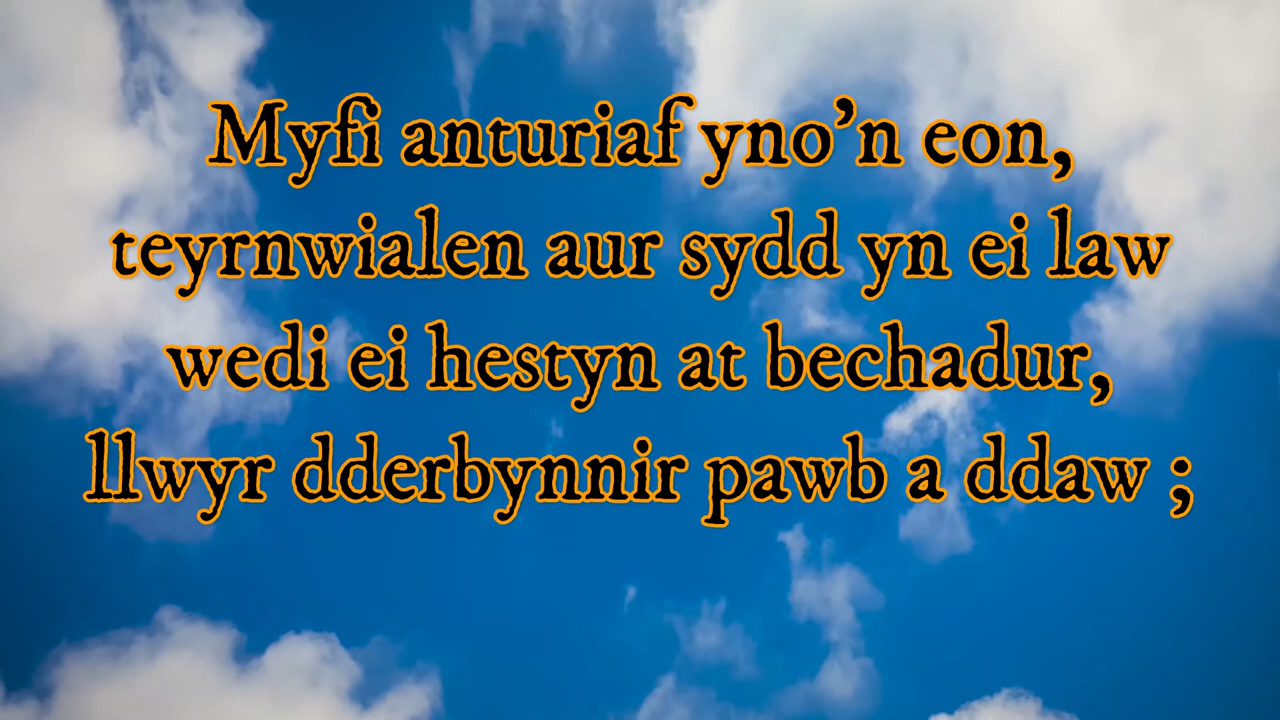 Myfi anturiaf yno’n eon,
teyrnwialen aur sydd yn ei law
wedi ei hestyn at bechadur,
llwyr dderbynnir pawb a ddaw ;